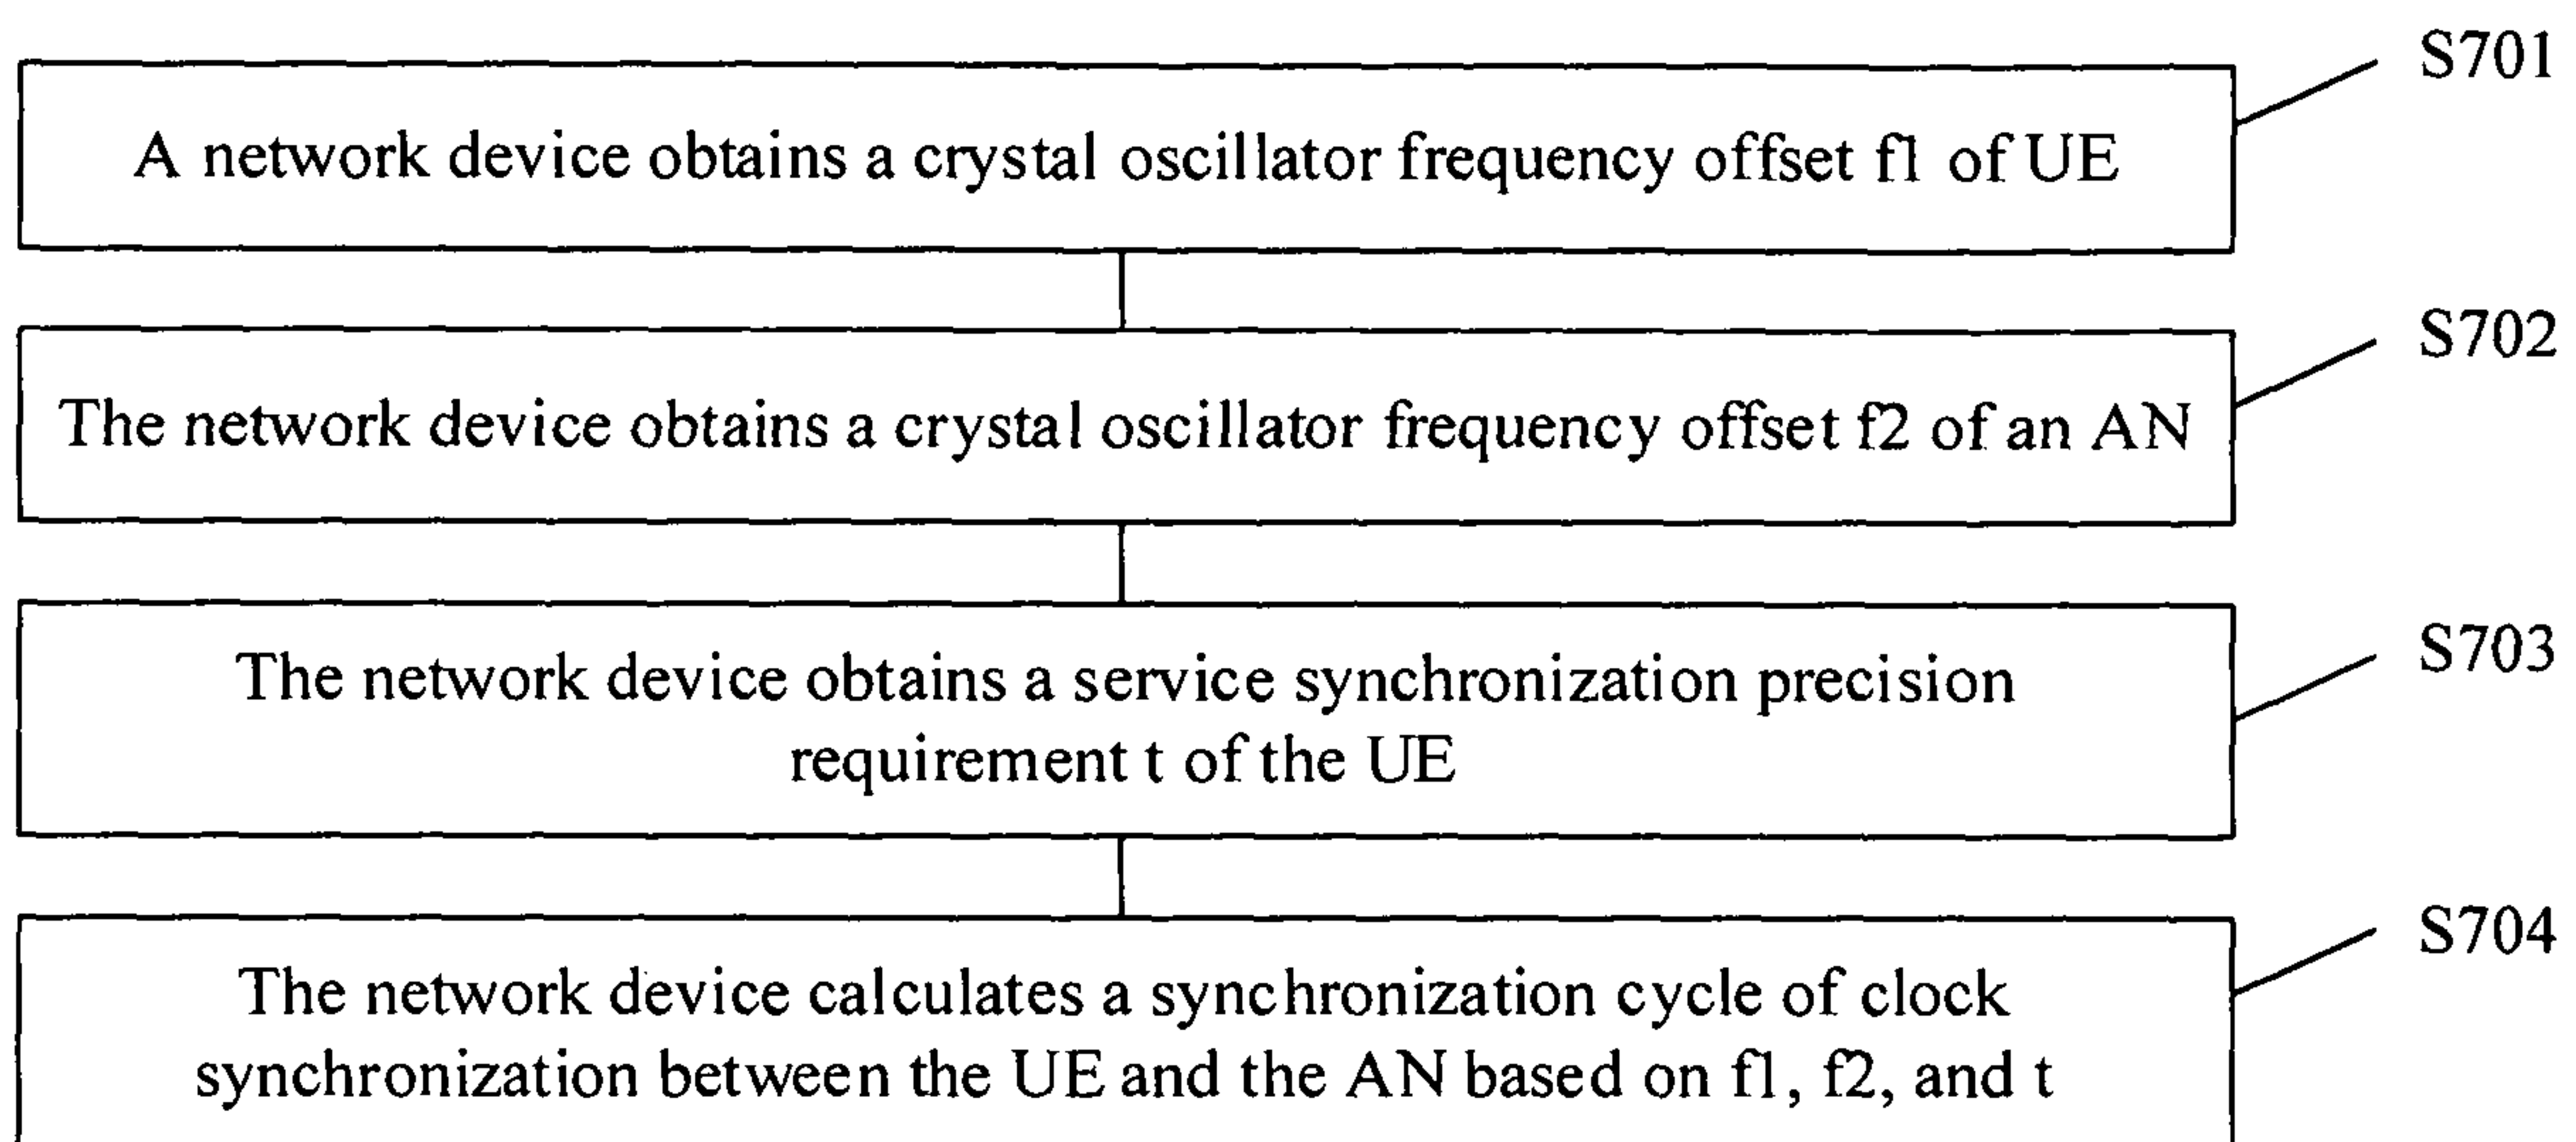 S701
A network device obtains a crystal oscillator frequency offset f1 of UE
S702
The network device obtains a crystal oscillator frequency offset f2 of an AN
S703
The network device obtains a service synchronization precision
requirement t of the UE
S704
The network device calculates a synchronization cycle of clock
synchronization between the UE and the AN based on f1, f2, and t